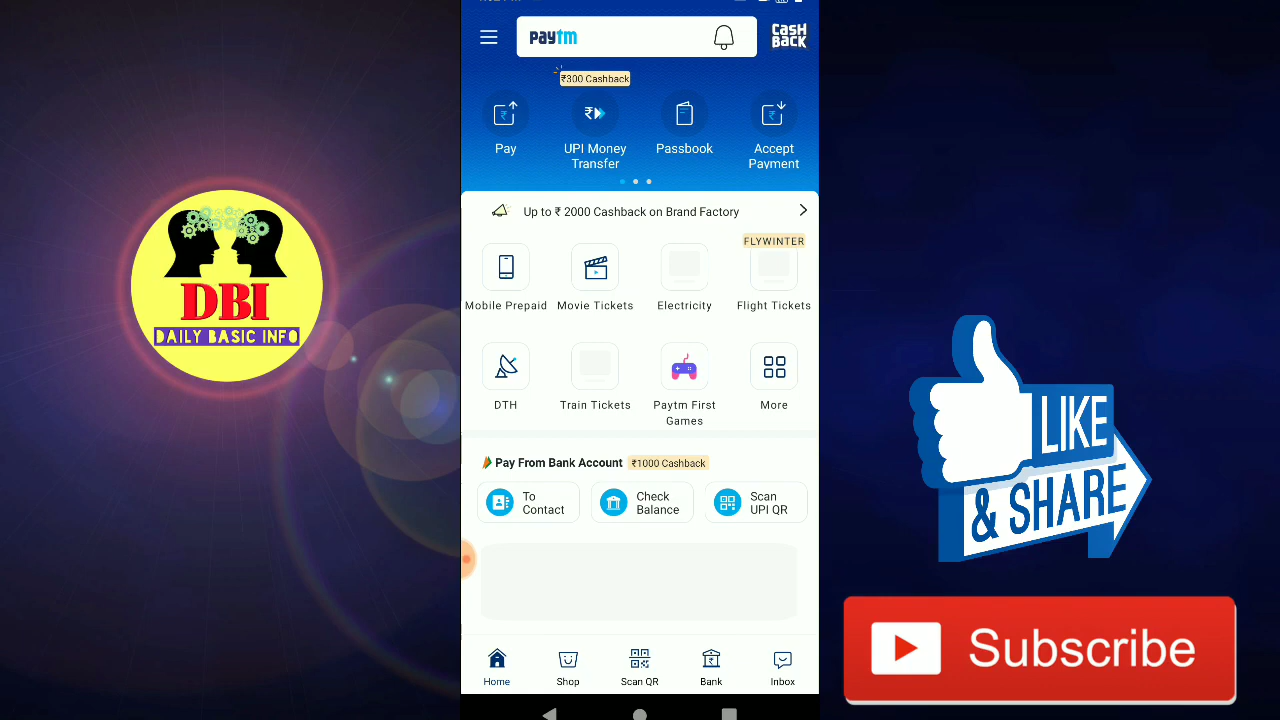 paytm
CASH
BACK
₹300 Cashback
Pay
UPI Money
Transfer
Passbook
Accept
Payment
Up to ₹ 2000 Cashback on Brand Factory
FLYWINTER
Mobile Prepaid
Movie Tickets
Electricity
Flight Tickets
DTH
Train Tickets
Paytm First
Games
More
Pay From Bank Account
₹1000 Cashback
To
Contact
Check
Balance
Scan
UPI QR
Home
Shop
Scan QR
Bank
Inbox
DBI
DAILY BASIC INFO
LIKE
& SHARE
Subscribe